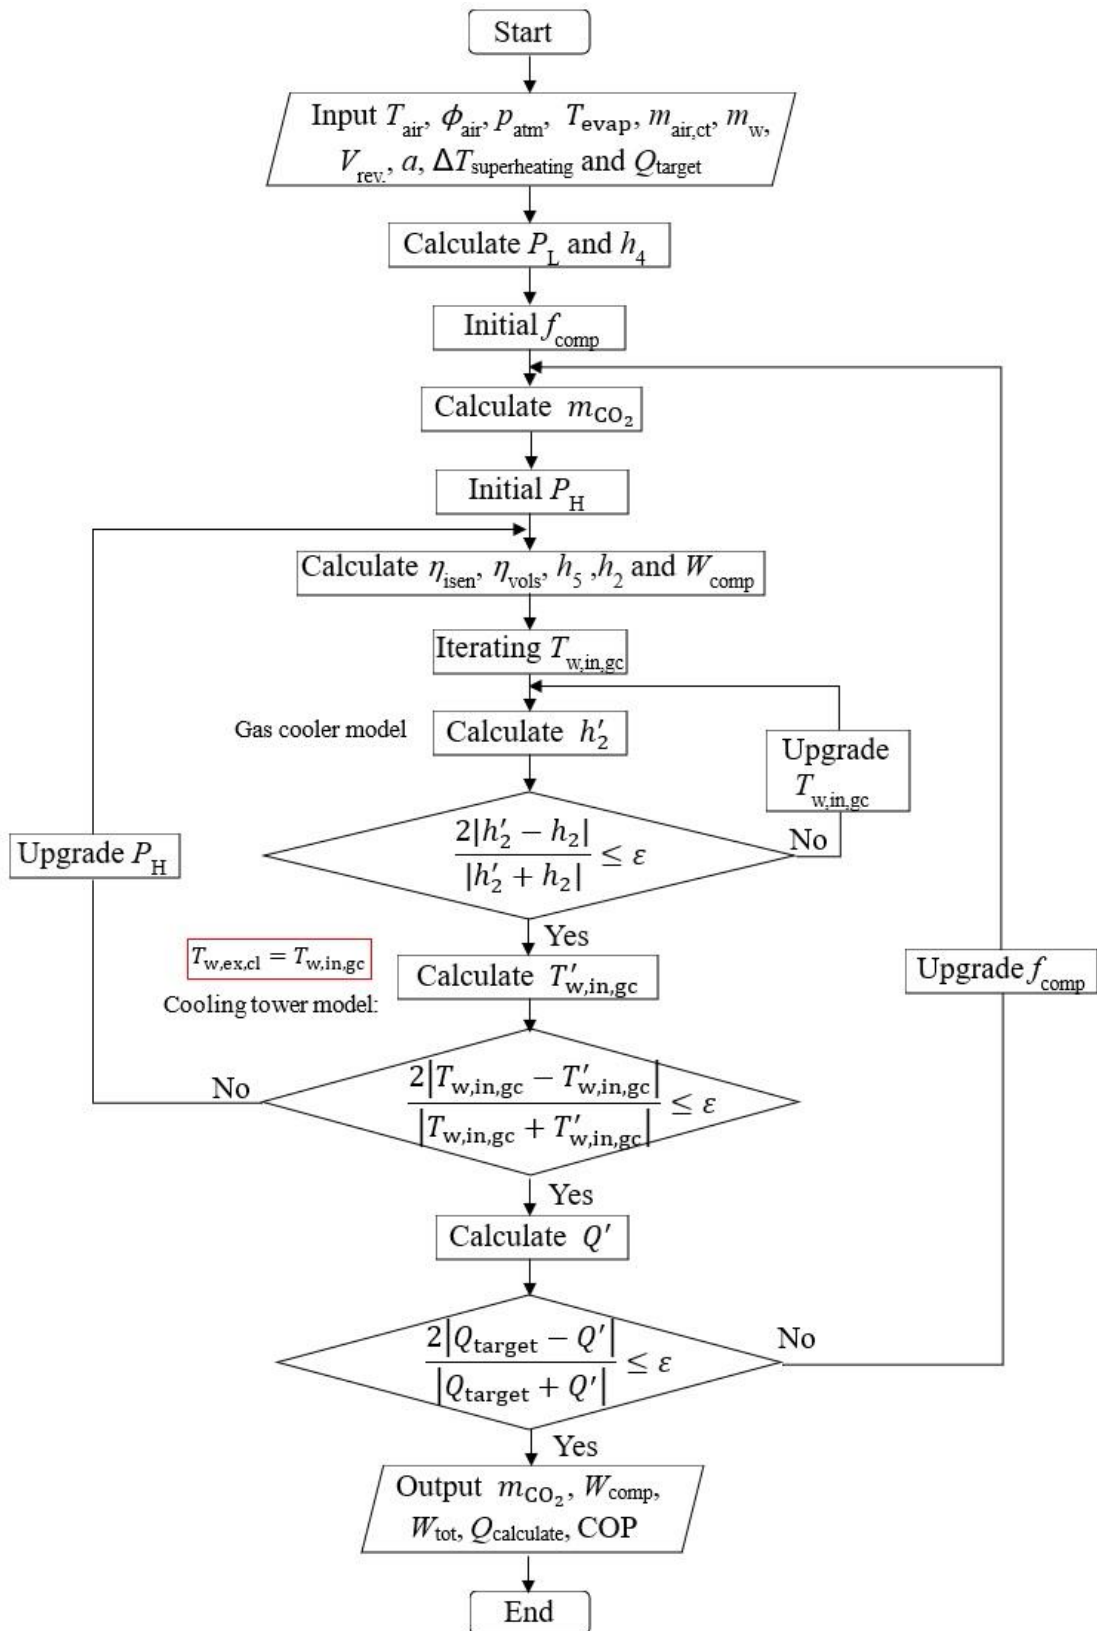 Start
Input T_air, ϕ_air, p_atm, T_evap, m_air,ct, m_w,
V_rev., a, ΔT_superheating and Q_target
Calculate P_L and h_4
Initial f_comp
Calculate m_CO₂
Initial P_H
Calculate η_isen, η_vols, h_5 ,h_2 and W_comp
Iterating T_w,in,gc
Gas cooler model
Calculate h′_2
Upgrade
T_w,in,gc
2|h′_2 − h_2|
|h′_2 + h_2|
≤ ε
No
Upgrade P_H
Yes
T_w,ex,cl = T_w,in,gc
Calculate T′_w,in,gc
Upgrade f_comp
Cooling tower model:
No
2|T_w,in,gc − T′_w,in,gc|
|T_w,in,gc + T′_w,in,gc|
≤ ε
Yes
Calculate Q′
2|Q_target − Q′|
|Q_target + Q′|
≤ ε
No
Yes
Output m_CO₂, W_comp,
W_tot, Q_calculate, COP
End